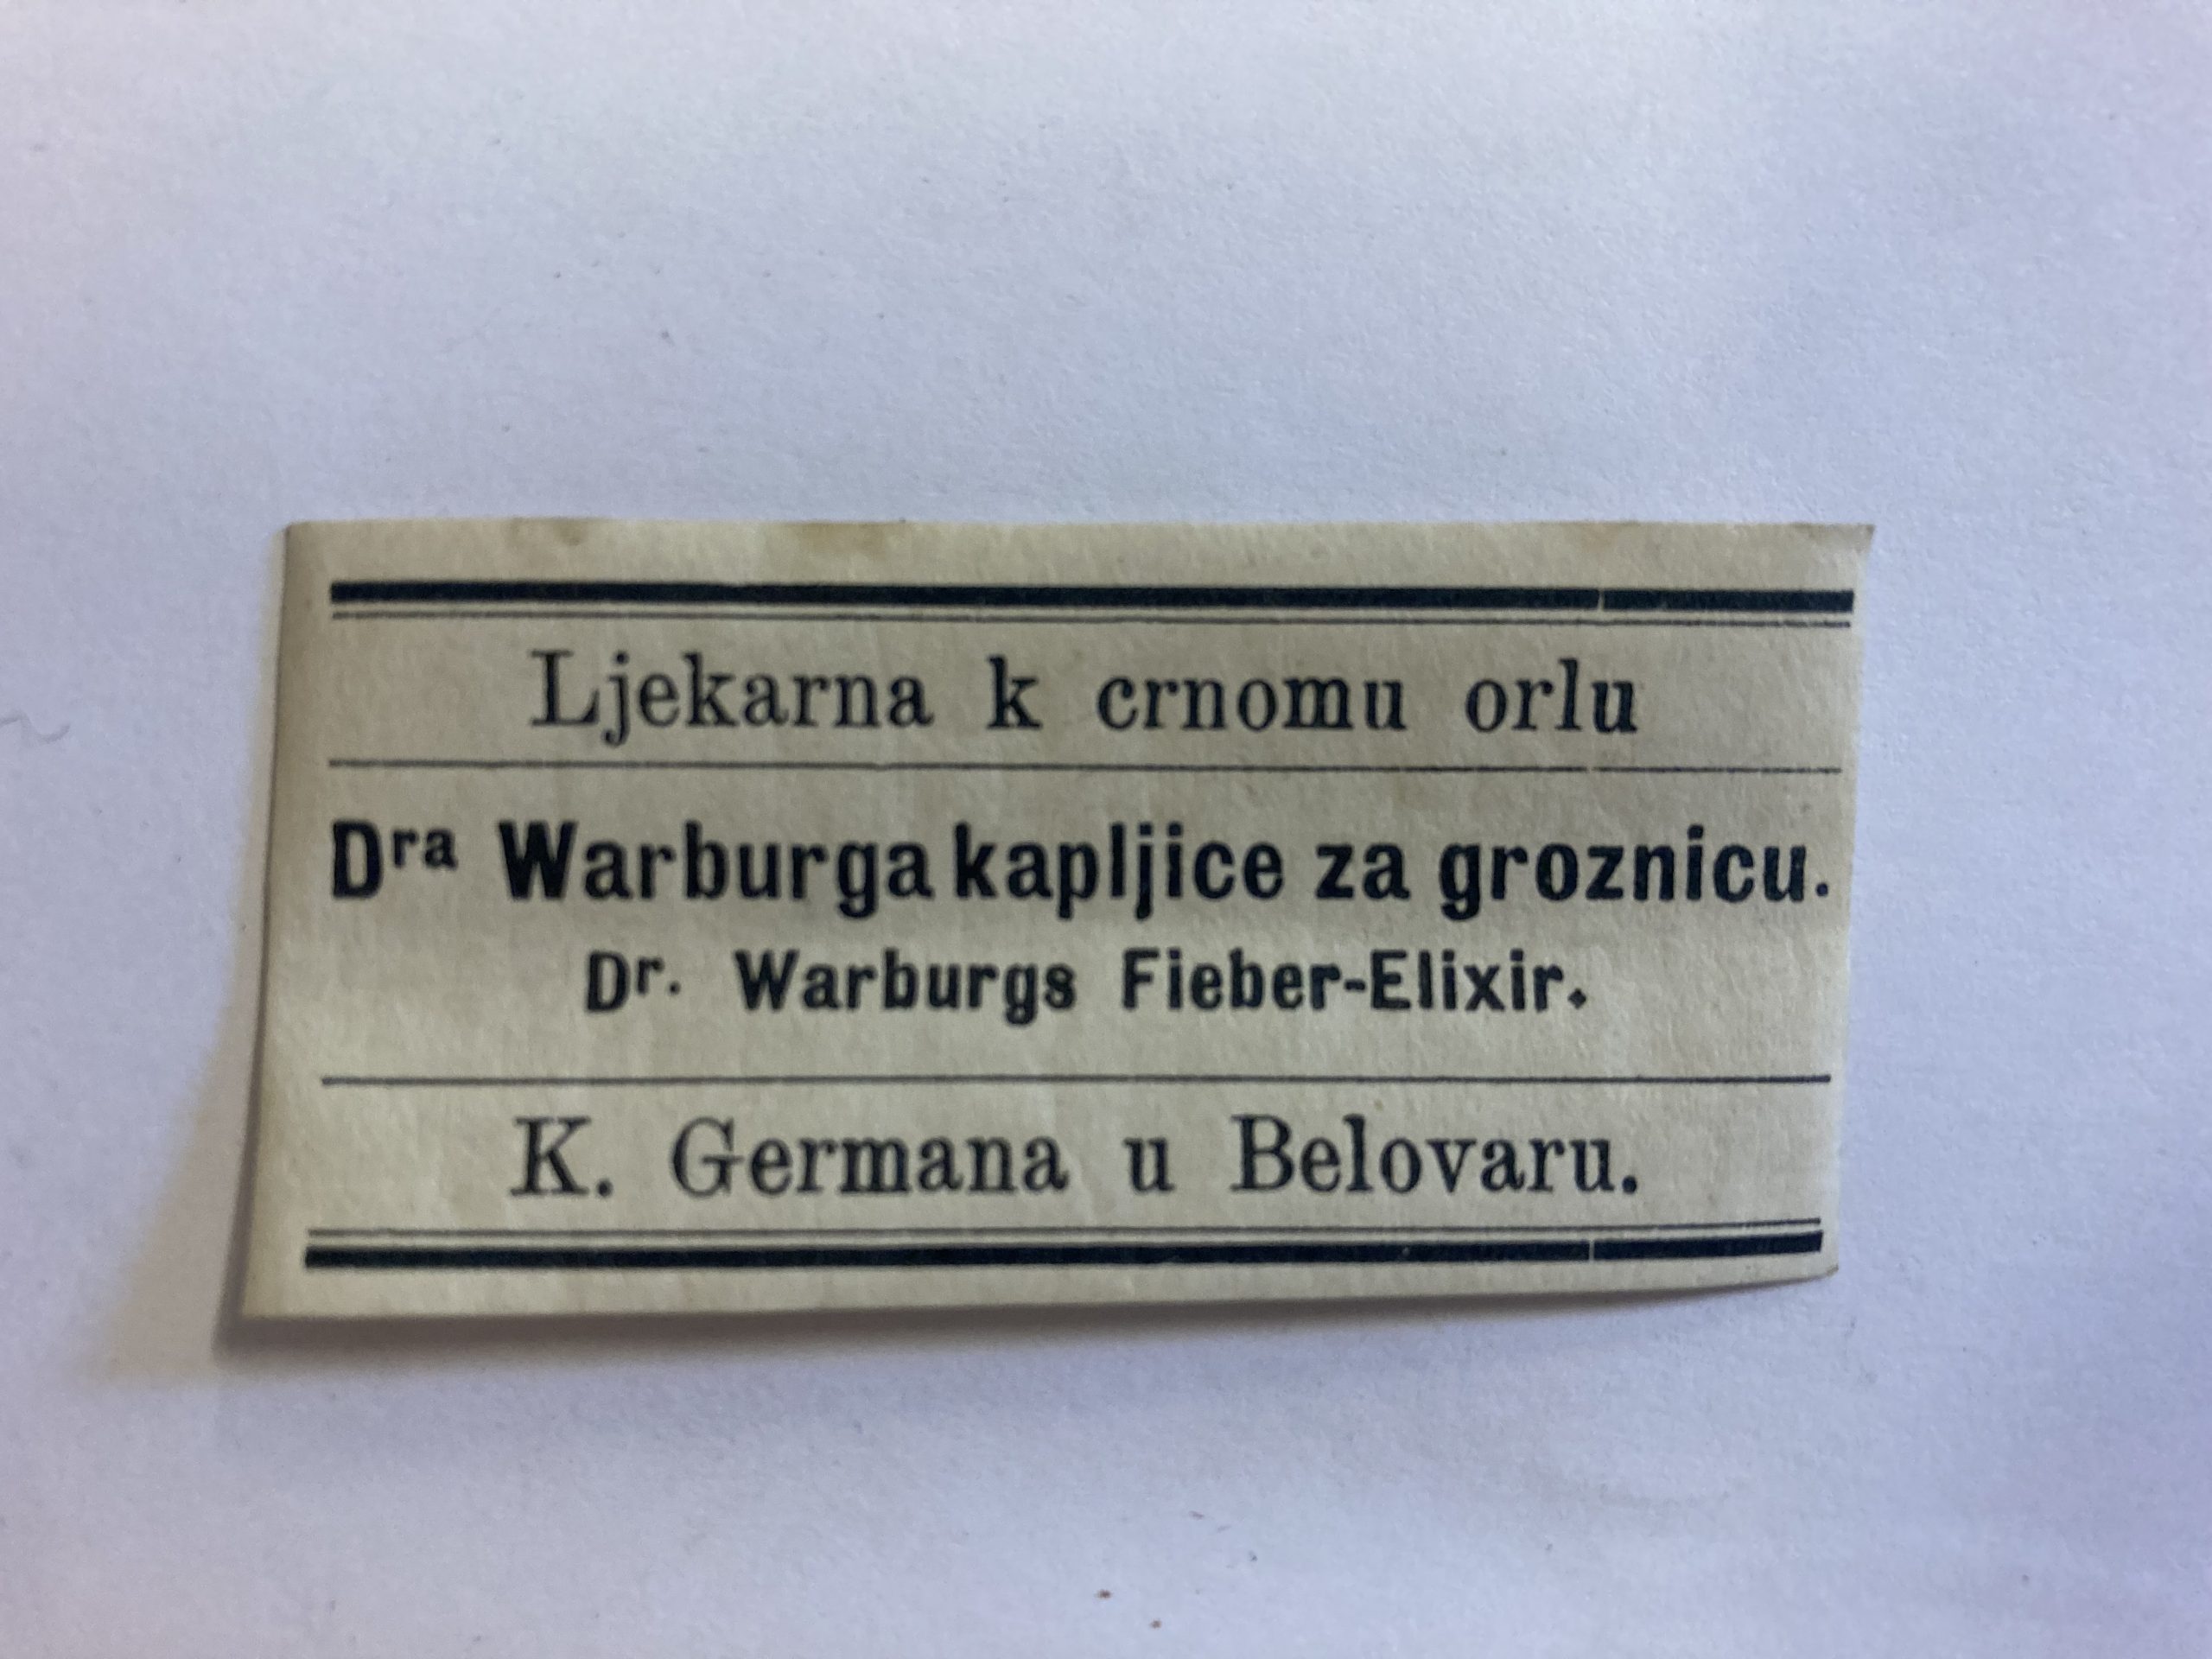 Ljekarna k crnomu orlu
Dra Warburga kapljice za groznicu.
Dr. Warburgs Fieber-Elixir.
K. Germana u Belovaru.